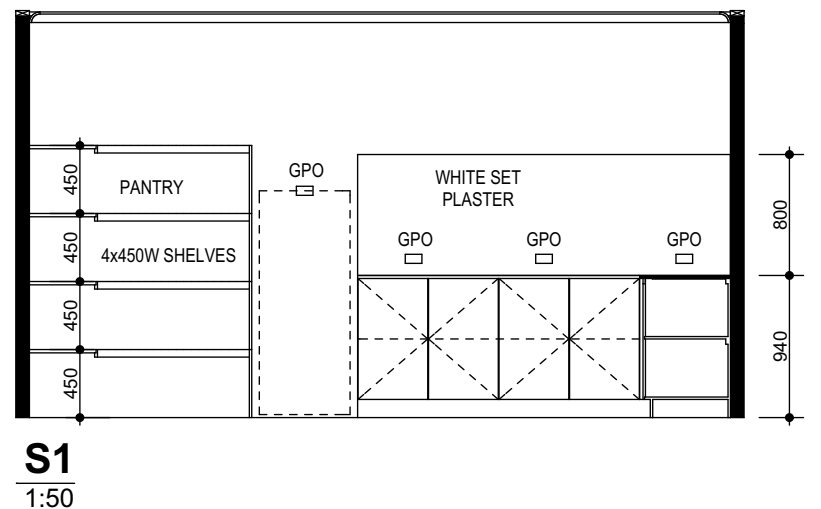 450
450
450
450
PANTRY
4x450W SHELVES
GPO
WHITE SET
PLASTER
GPO
GPO
GPO
800
940
S1
1:50